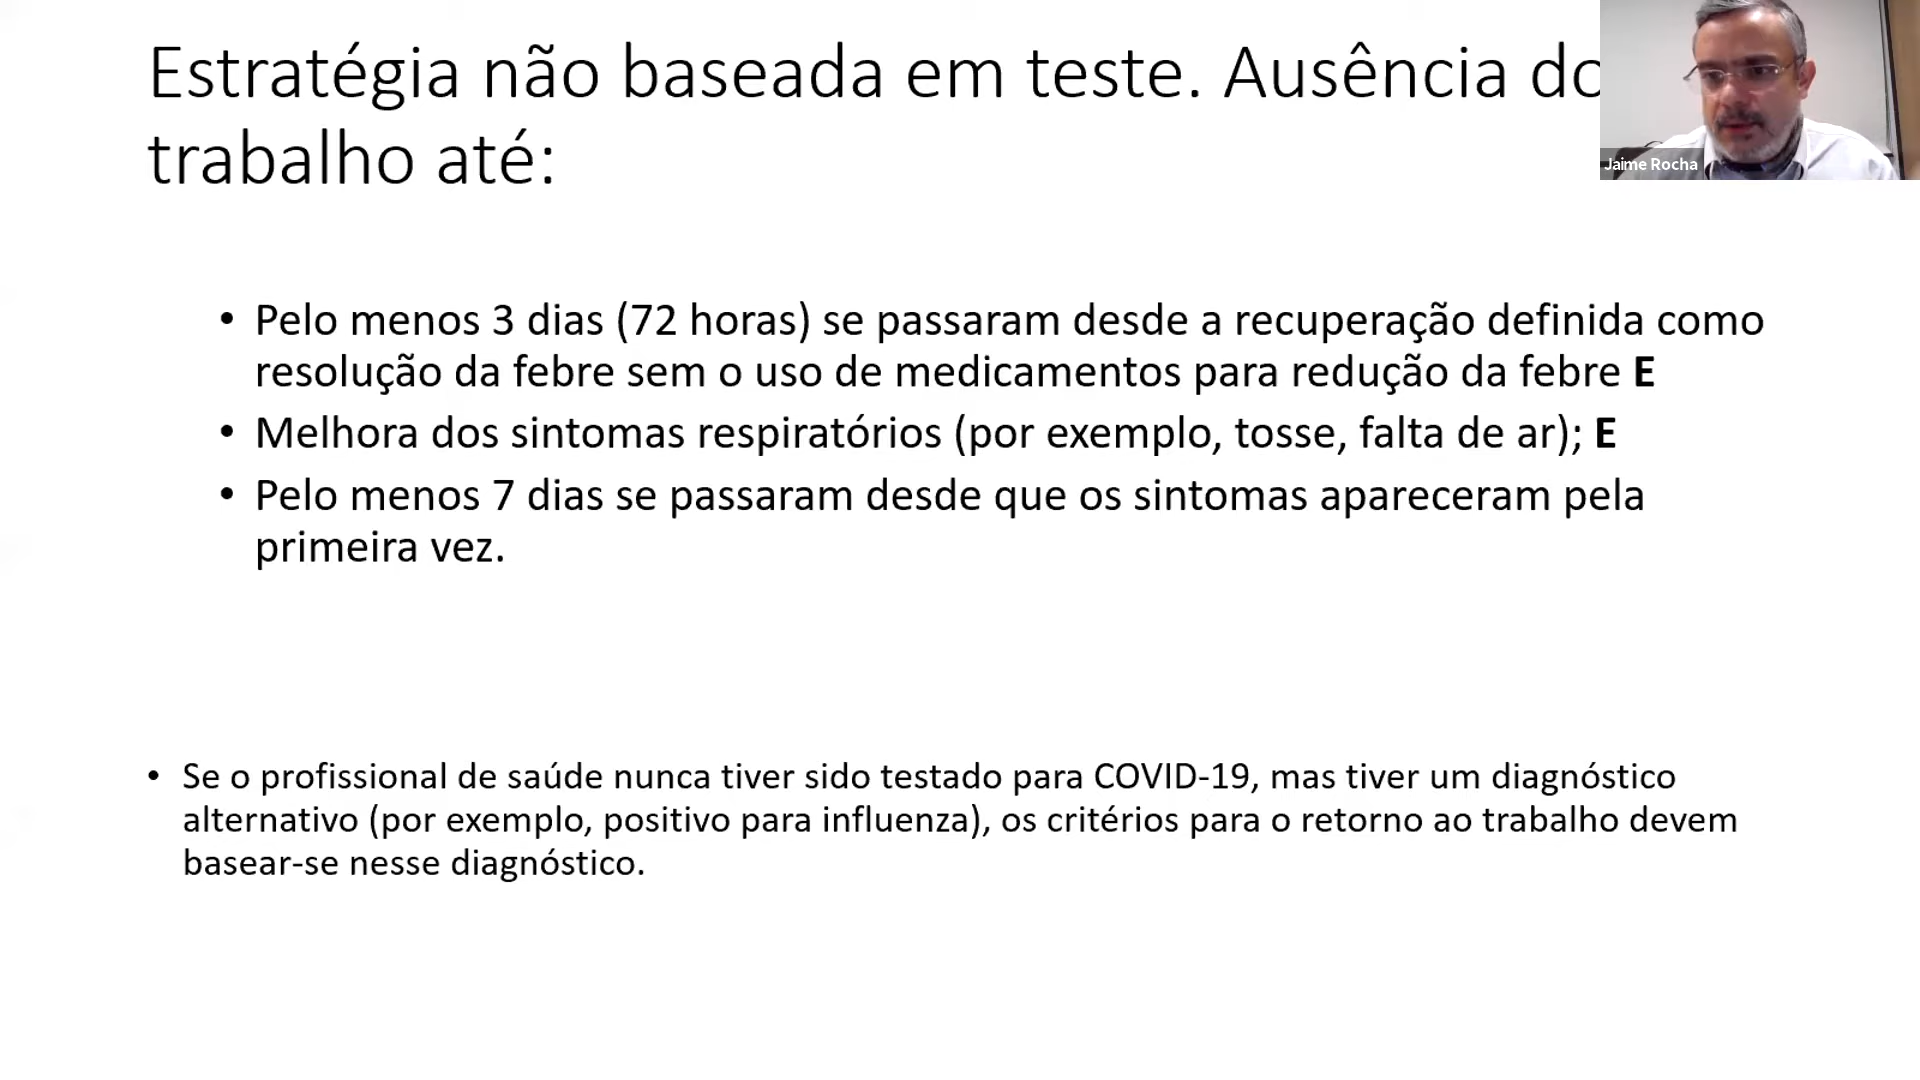 Estratégia não baseada em teste. Ausência do
trabalho até:
Jaime Rocha
• Pelo menos 3 dias (72 horas) se passaram desde a recuperação definida como
resolução da febre sem o uso de medicamentos para redução da febre E
• Melhora dos sintomas respiratórios (por exemplo, tosse, falta de ar); E
• Pelo menos 7 dias se passaram desde que os sintomas apareceram pela
primeira vez.
• Se o profissional de saúde nunca tiver sido testado para COVID-19, mas tiver um diagnóstico
alternativo (por exemplo, positivo para influenza), os critérios para o retorno ao trabalho devem
basear-se nesse diagnóstico.